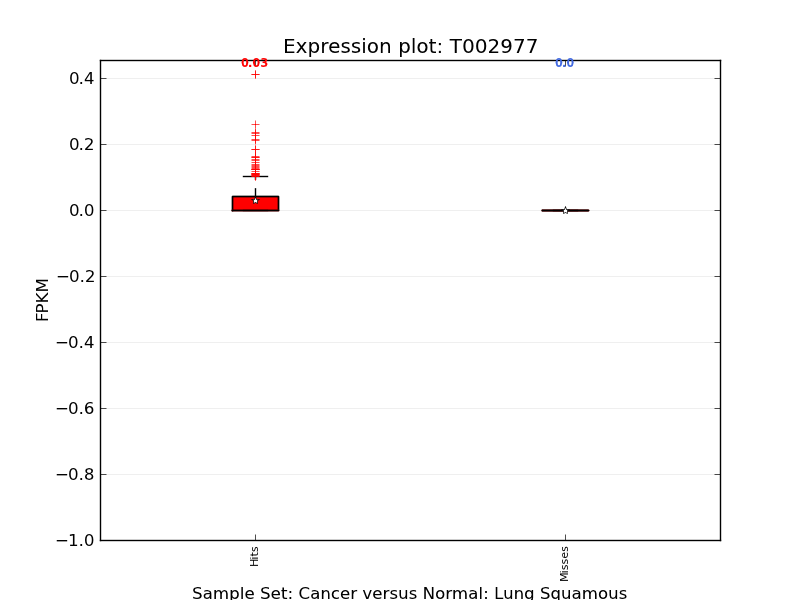 Expression plot: T002977
0.03
0.0
0.4
0.2
0.0
−0.2
−0.4
−0.6
−0.8
−1.0
FPKM
Hits
Misses
Sample Set: Cancer versus Normal: Lung Squamous